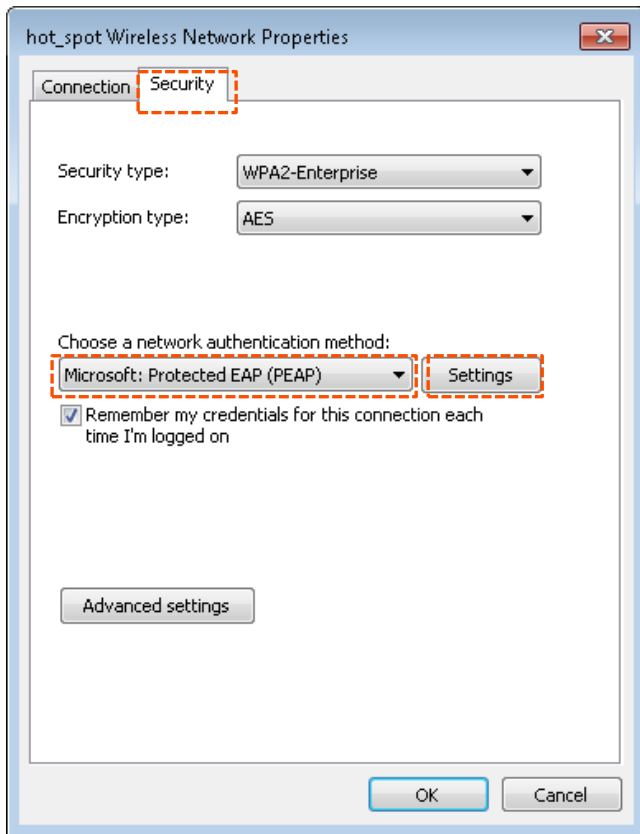 hot_spot Wireless Network Properties
Connection Security
Security type: WPA2-Enterprise
Encryption type: AES
Choose a network authentication method:
Microsoft: Protected EAP (PEAP) Settings
Remember my credentials for this connection each
time I'm logged on
Advanced settings
OK Cancel